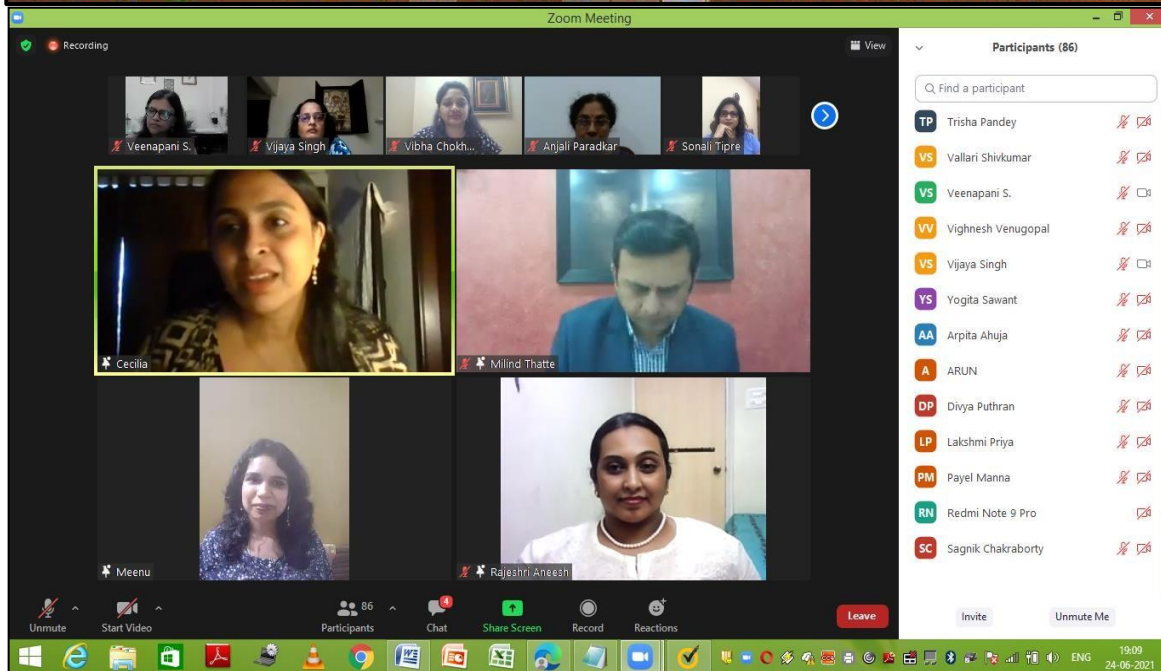 Zoom Meeting
Recording
View
Participants (86)
Find a participant
Veenapani S.
Vijaya Singh
Vibha Chokh...
Anjali Paradkar
Sonali Tipre
Cecilia
Milind Thatte
Meenu
Rajeshri Aneesh
TP Trisha Pandey
VS Vallari Shivkumar
VS Veenapani S.
VV Vighnesh Venugopal
VS Vijaya Singh
YS Yogita Sawant
AA Arpita Ahuja
A ARUN
DP Divya Puthran
LP Lakshmi Priya
PM Payel Manna
RN Redmi Note 9 Pro
SC Sagnik Chakraborty
Invite Unmute Me
86 4
Unmute Start Video Participants Chat Share Screen Record Reactions Leave
ENG 19:09
24-06-2021